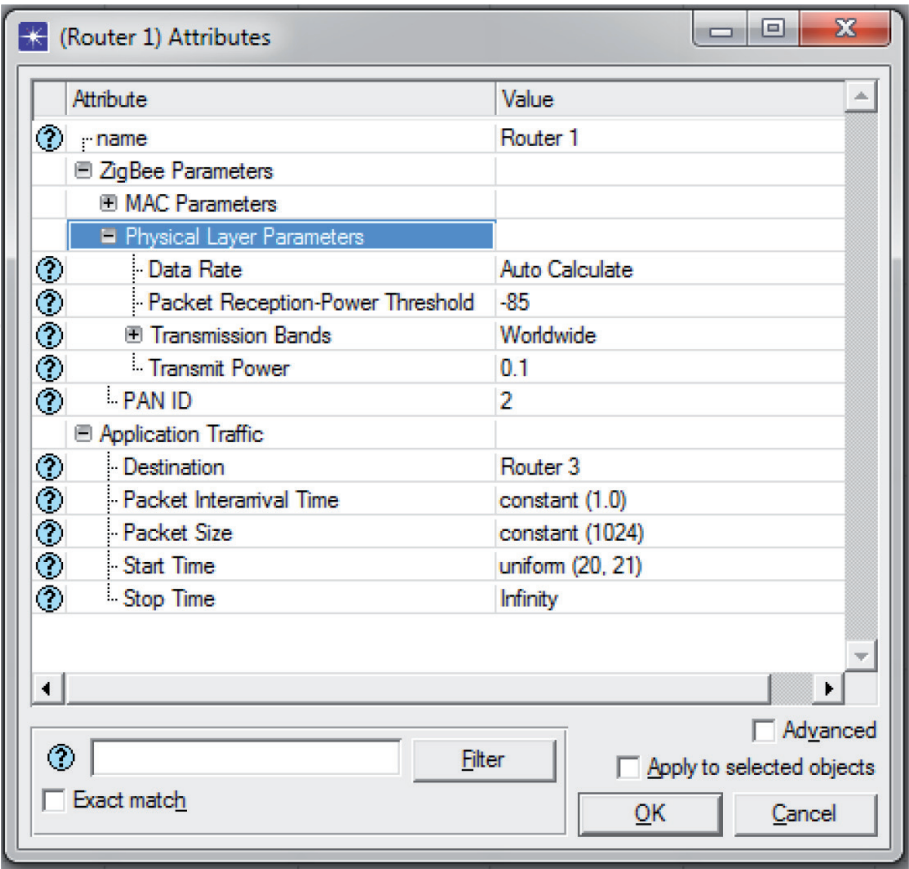 (Router 1) Attributes
Attribute Value
name Router 1
ZigBee Parameters
MAC Parameters
Physical Layer Parameters
Data Rate Auto Calculate
Packet Reception-Power Threshold -85
Transmission Bands Worldwide
Transmit Power 0.1
PAN ID 2
Application Traffic
Destination Router 3
Packet Interarrival Time constant (1.0)
Packet Size constant (1024)
Start Time uniform (20, 21)
Stop Time Infinity
Advanced
Filter
Apply to selected objects
Exact match
OK Cancel